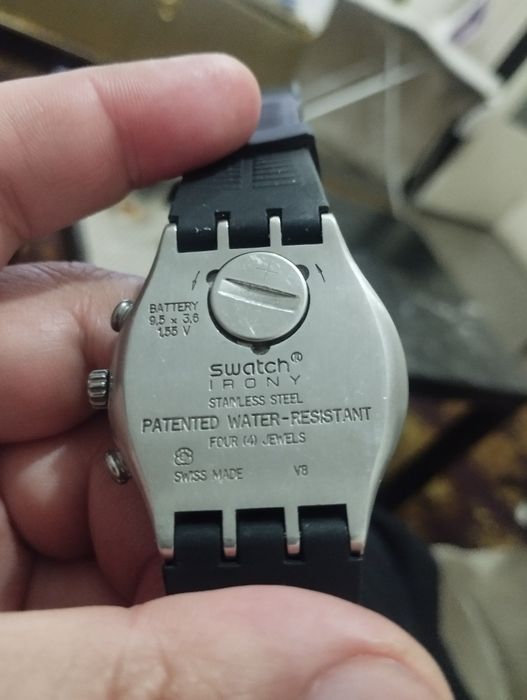 +
BATTERY
9,5 x 3,6
1,55 V
swatch®
IRONY
STAINLESS STEEL
PATENTED WATER-RESISTANT
FOUR (4) JEWELS
SWISS MADE V8